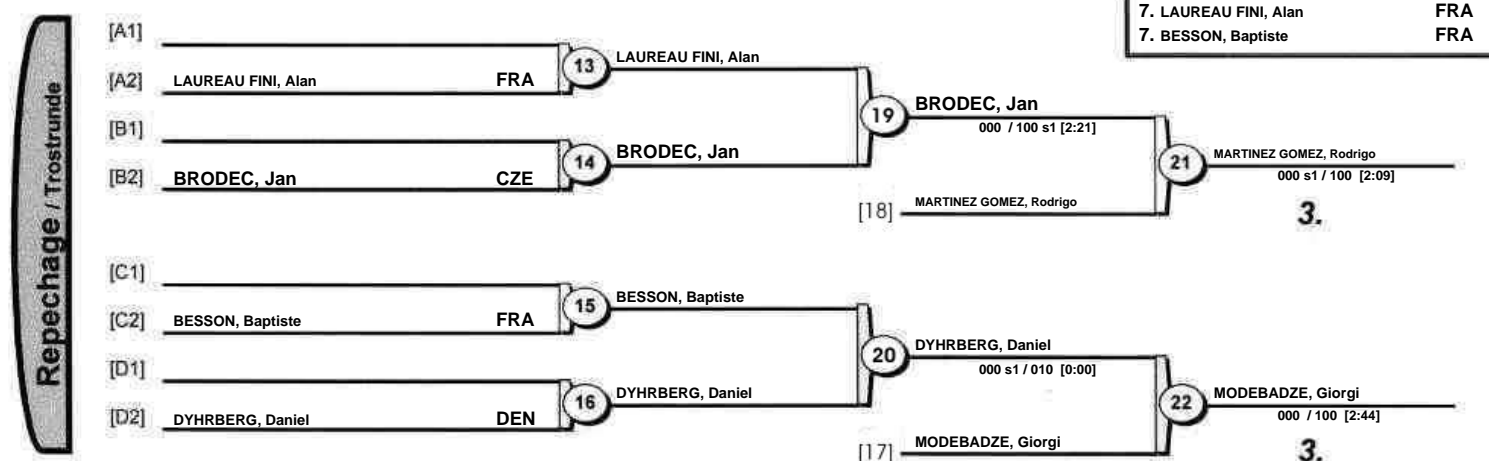 7. LAUREAU FINI, Alan FRA
7. BESSON, Baptiste FRA
Repechage / Trostrunde
[A1]
13
LAUREAU FINI, Alan
[A2] LAUREAU FINI, Alan FRA
19
BRODEC, Jan
000 / 100 s1 [2:21]
[B1]
14
BRODEC, Jan
[B2] BRODEC, Jan CZE
21
MARTINEZ GOMEZ, Rodrigo
000 s1 / 100 [2:09]
[18] MARTINEZ GOMEZ, Rodrigo
3.
[C1]
15
BESSON, Baptiste
[C2] BESSON, Baptiste FRA
20
DYHRBERG, Daniel
000 s1 / 010 [0:00]
[D1]
16
DYHRBERG, Daniel
[D2] DYHRBERG, Daniel DEN
22
MODEBADZE, Giorgi
000 / 100 [2:44]
[17] MODEBADZE, Giorgi
3.